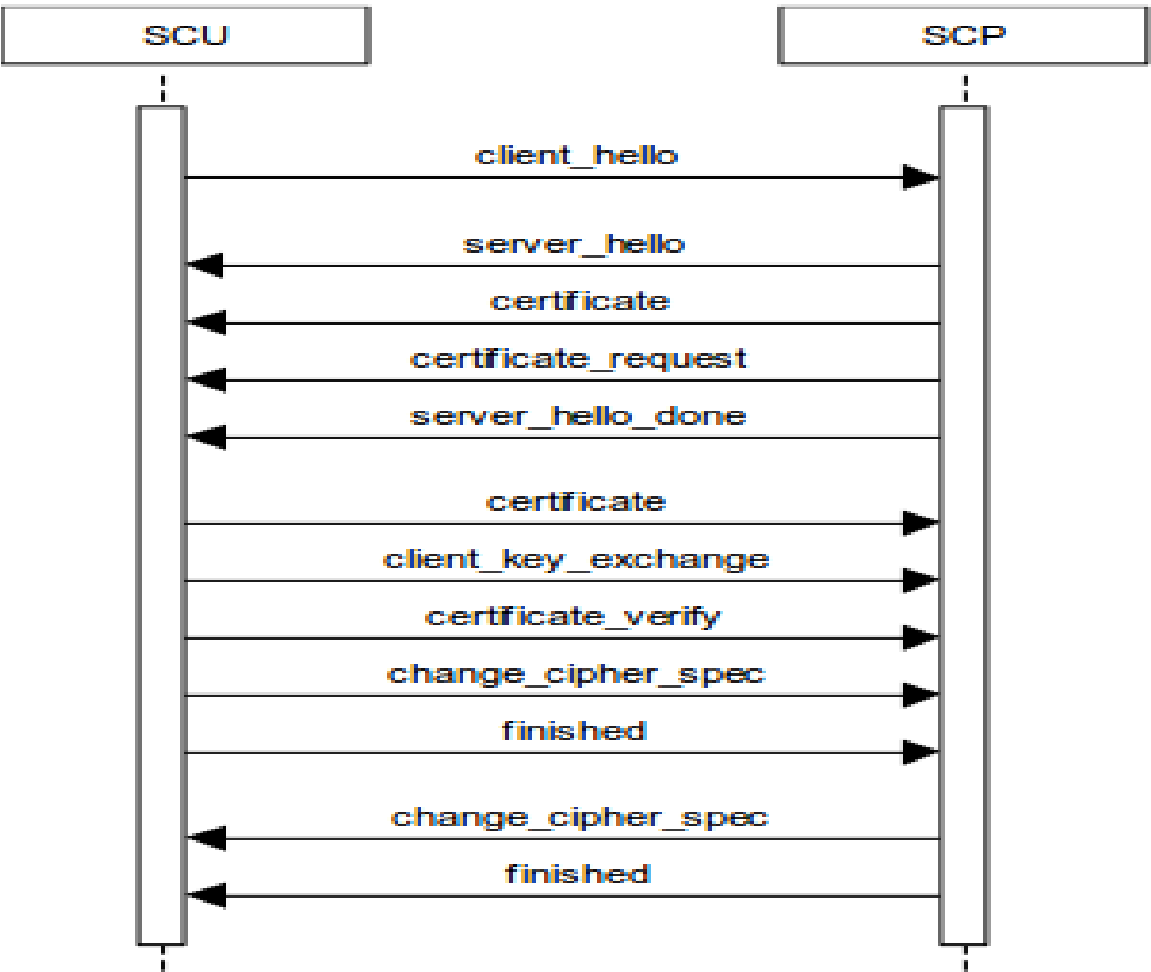 SCU
SCP
client_hello
server_hello
certificate
certificate_request
server_hello_done
certificate
client_key_exchange
certificate_verify
change_cipher_spec
finished
change_cipher_spec
finished